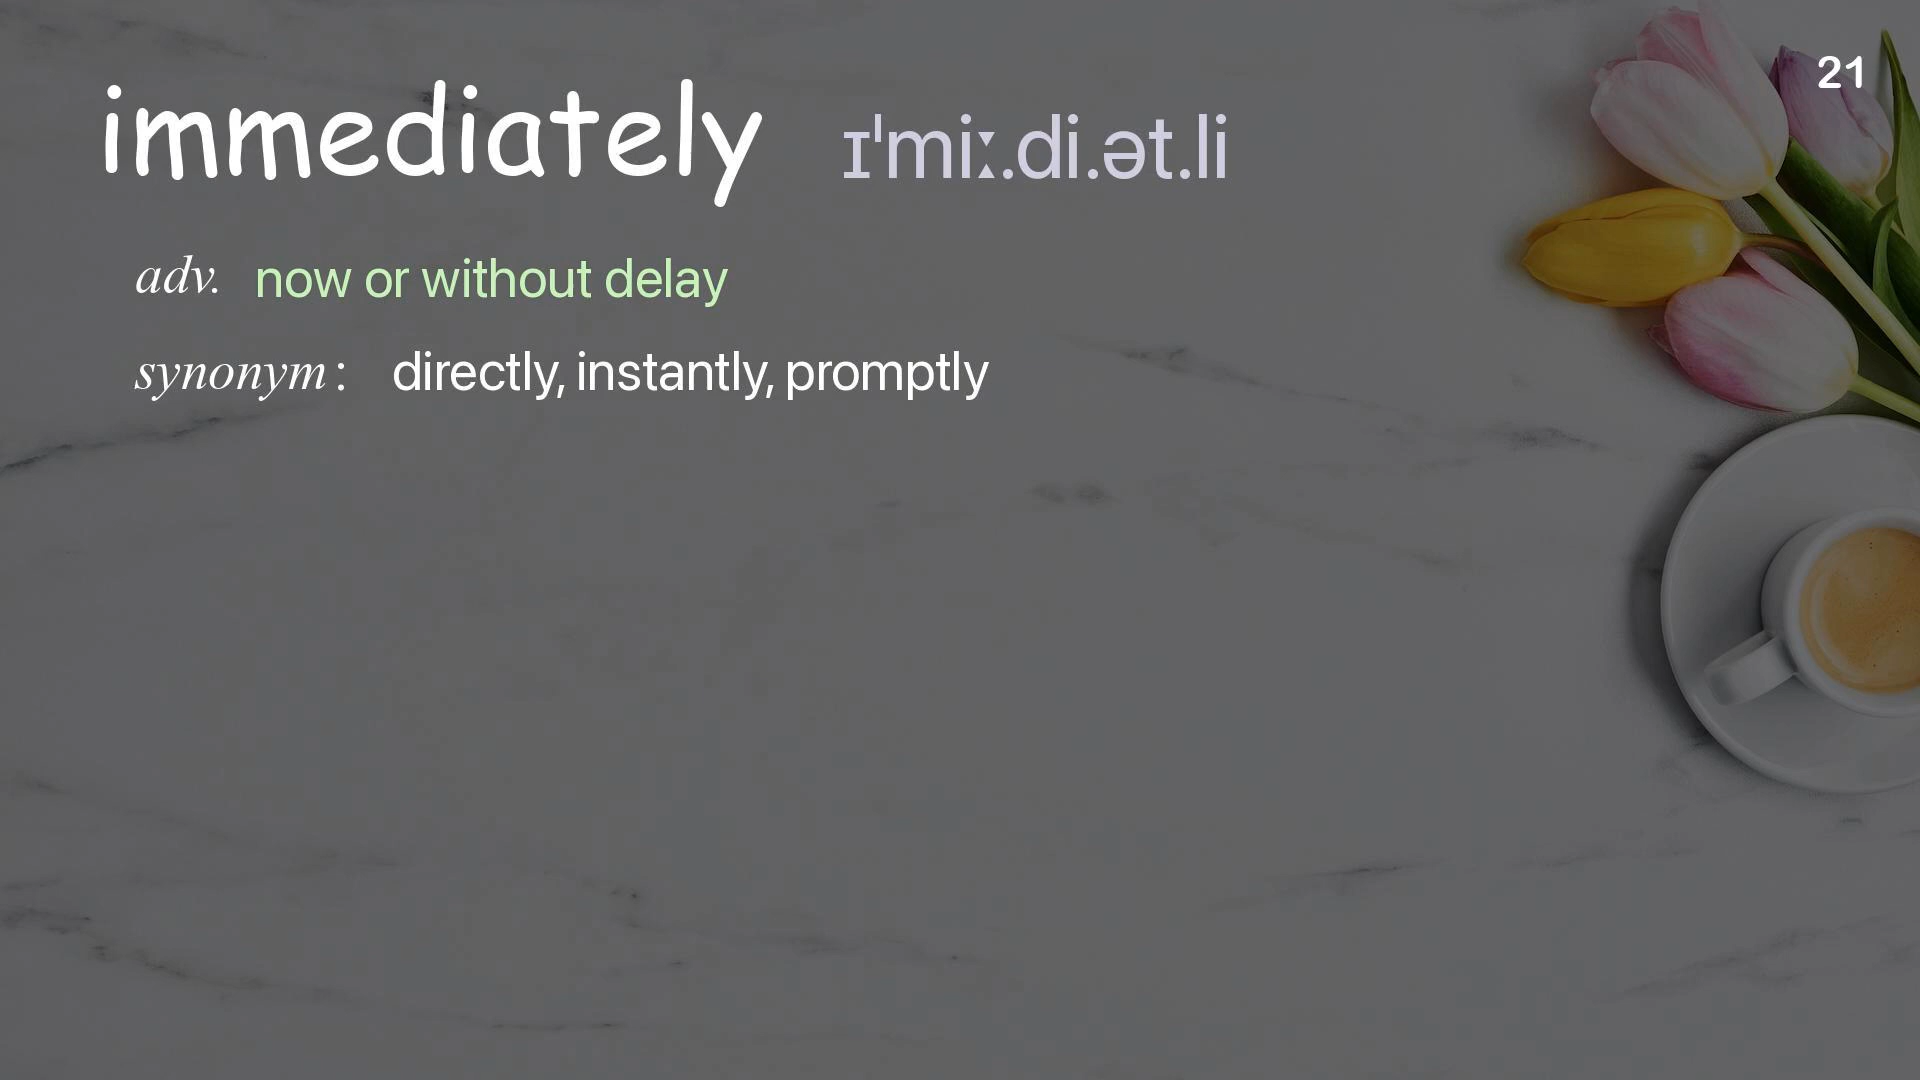 21
immediately ɪˈmiː.di.ət.li
adv. now or without delay
synonym : directly, instantly, promptly